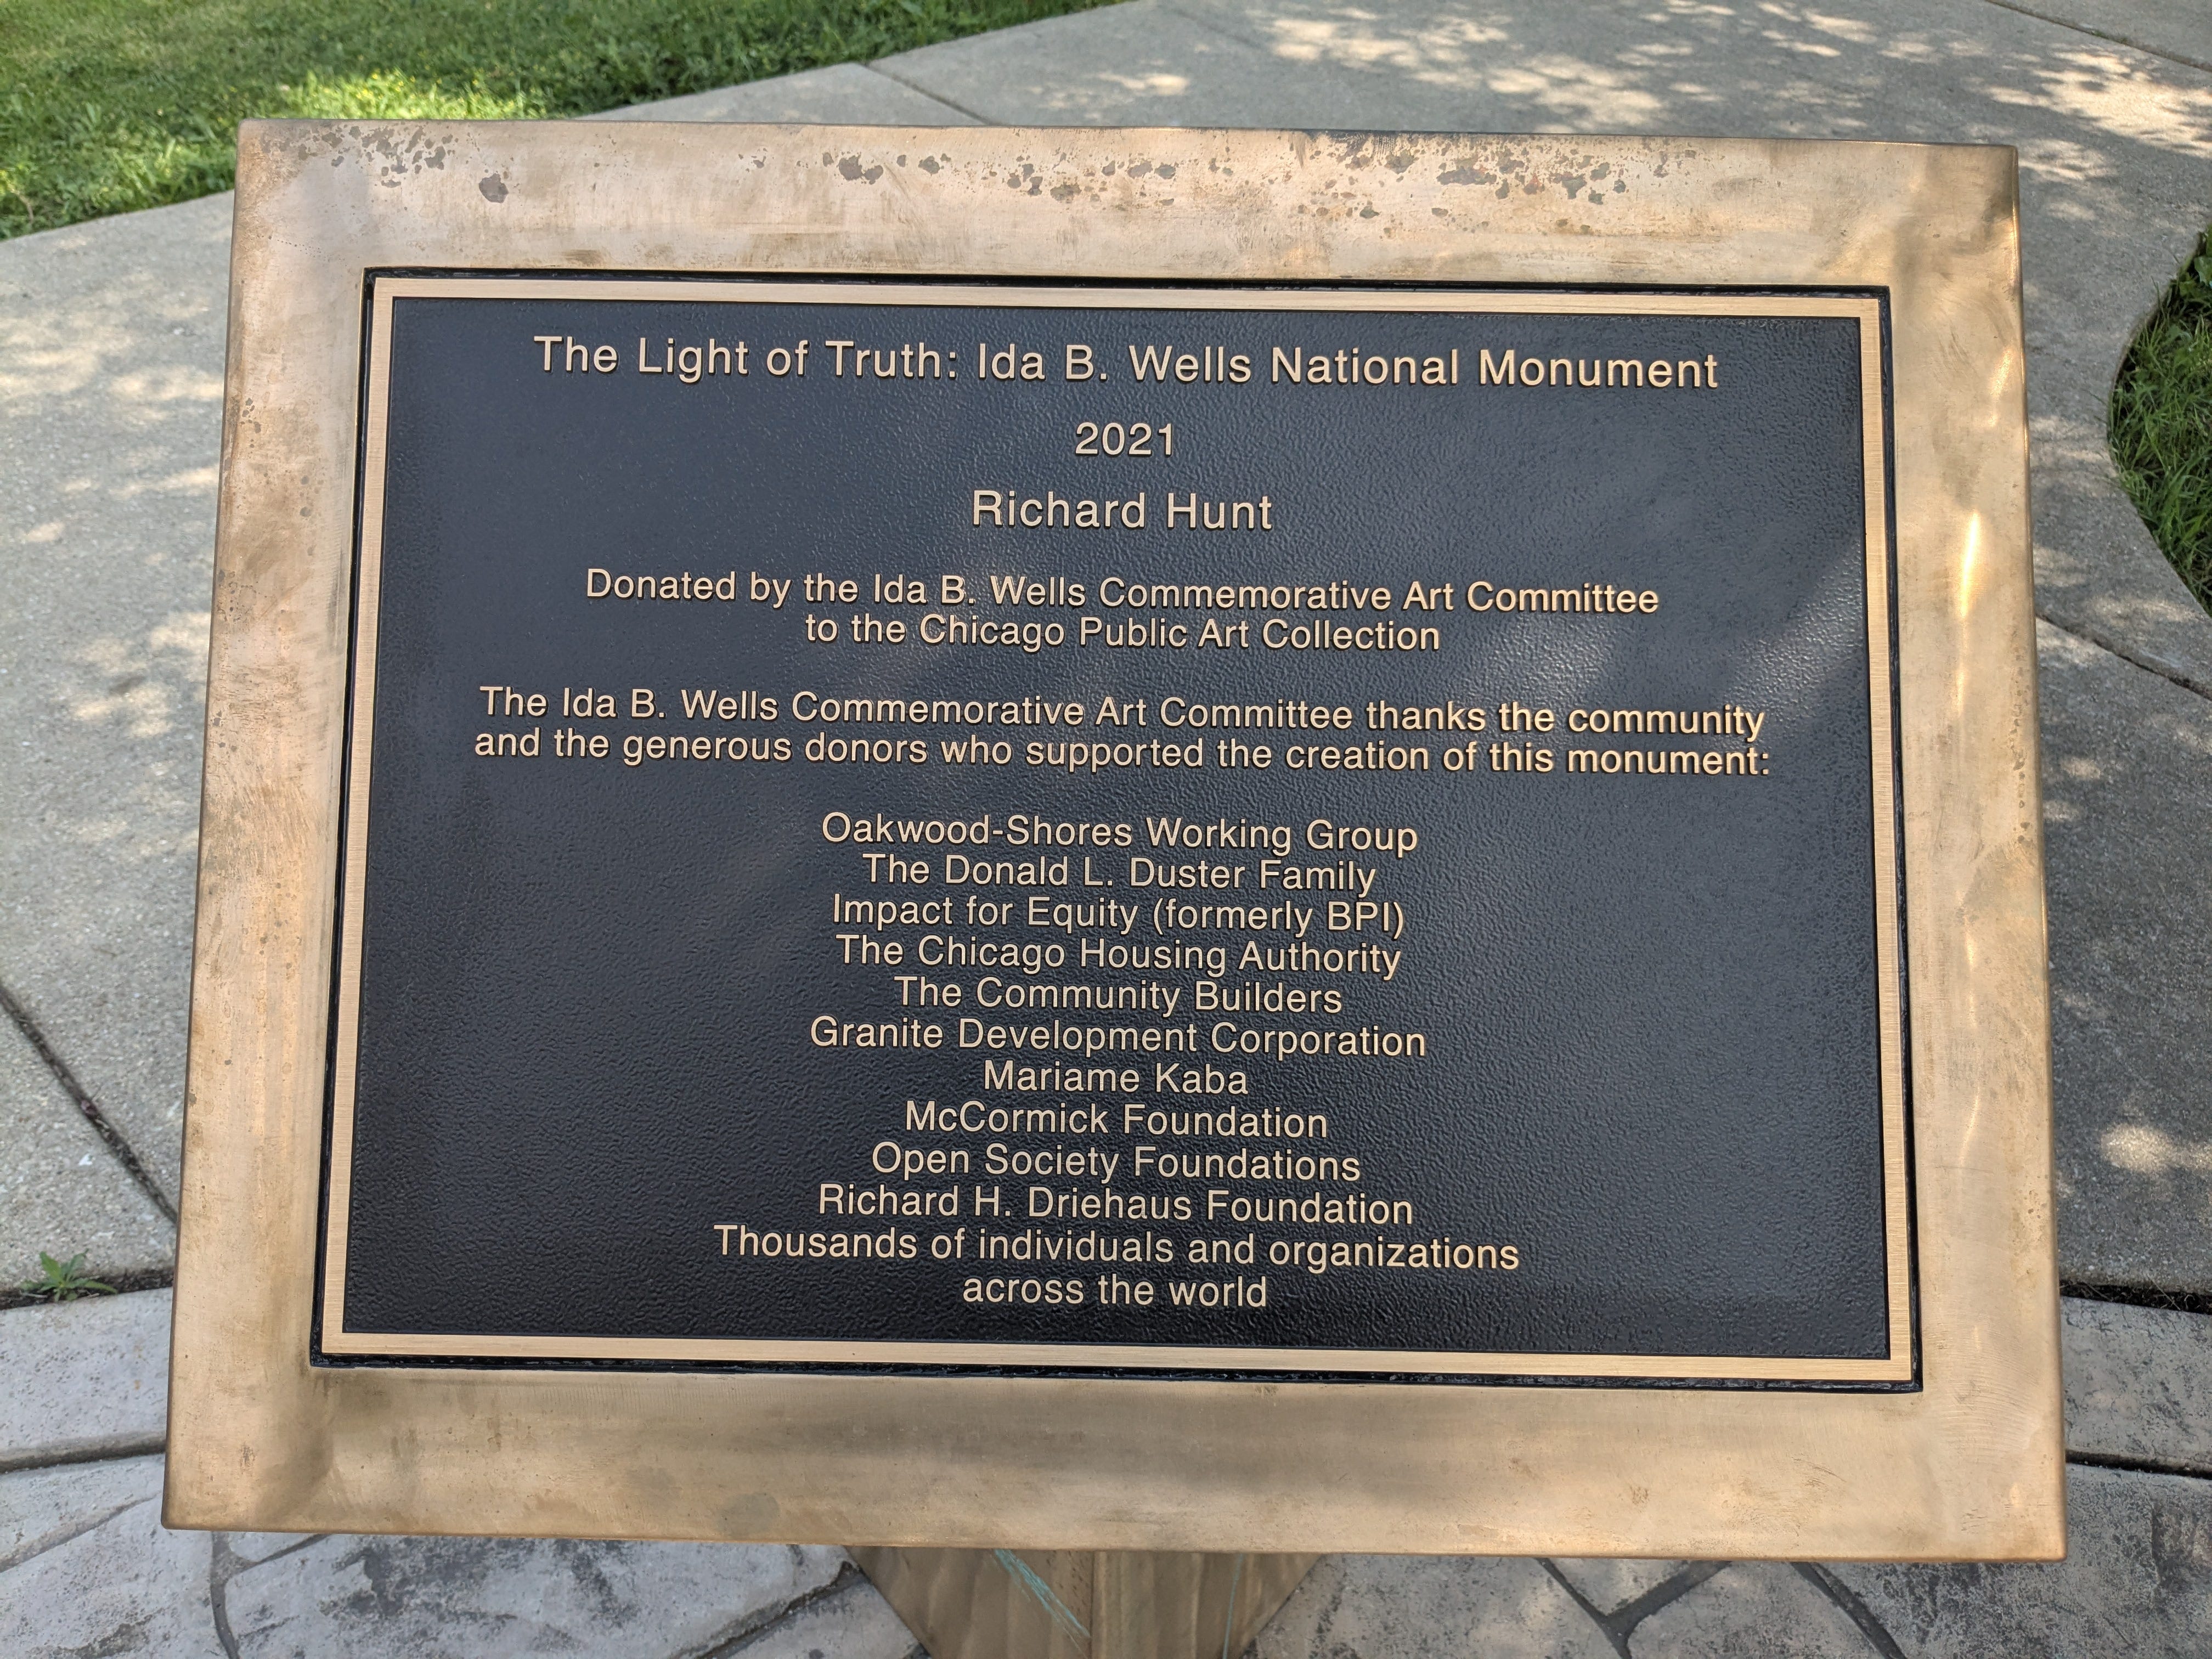 The Light of Truth: Ida B. Wells National Monument
2021
Richard Hunt
Donated by the Ida B. Wells Commemorative Art Committee
to the Chicago Public Art Collection
The Ida B. Wells Commemorative Art Committee thanks the community
and the generous donors who supported the creation of this monument:
Oakwood-Shores Working Group
The Donald L. Duster Family
Impact for Equity (formerly BPI)
The Chicago Housing Authority
The Community Builders
Granite Development Corporation
Mariame Kaba
McCormick Foundation
Open Society Foundations
Richard H. Driehaus Foundation
Thousands of individuals and organizations
across the world